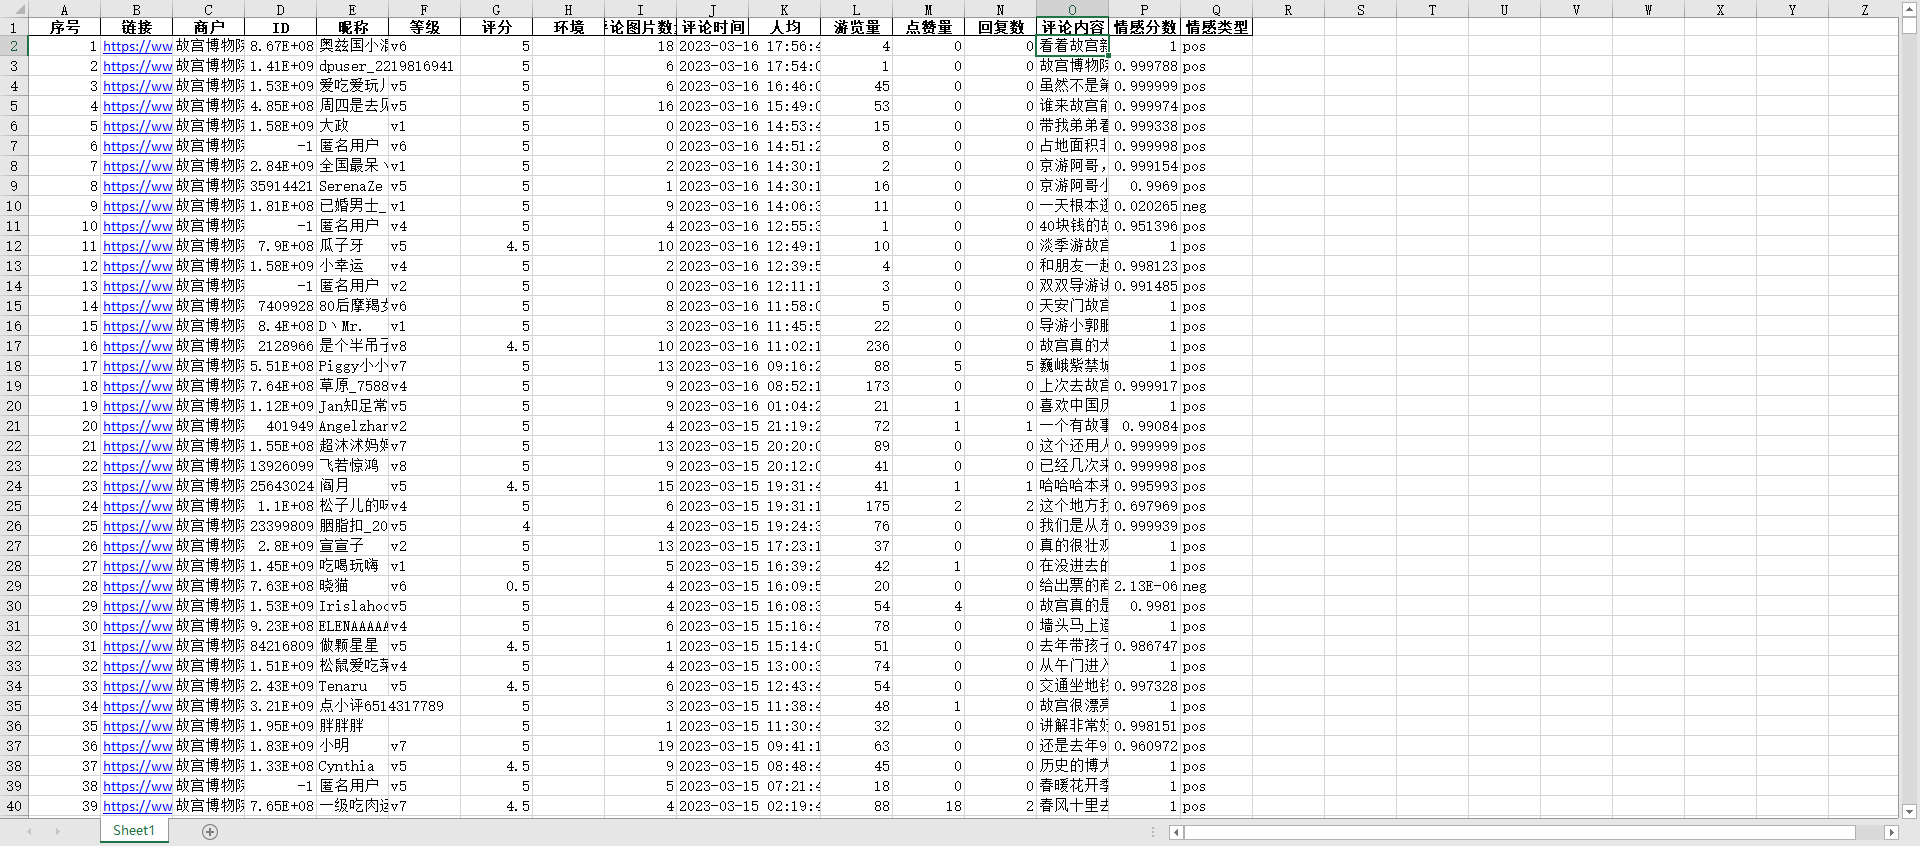 A B C D E F G H I J K L M N O P Q R S T U V W X Y Z
1 序号 链接 商户 ID 昵称 等级 评分 环境 评论图片数 评论时间 人均 游览量 点赞量 回复数 评论内容 情感分数 情感类型
2 1 https://ww 故宫博物院 8.67E+08 奥兹国小 v6 5 18 2023-03-16 17:56:4 4 0 0 看着故宫 1 pos
3 2 https://ww 故宫博物院 1.41E+09 dpuser_2219816941 5 6 2023-03-16 17:54:0 1 0 0 故宫博物院 0.999788 pos
4 3 https://ww 故宫博物院 1.53E+09 爱吃爱玩 v5 5 6 2023-03-16 16:46:0 45 0 0 虽然不是 0.999999 pos
5 4 https://ww 故宫博物院 4.85E+08 周四是去 v5 5 16 2023-03-16 15:49:0 53 0 0 谁来故宫 0.999974 pos
6 5 https://ww 故宫博物院 1.58E+09 大政 v1 5 0 2023-03-16 14:53:4 15 0 0 带我弟弟 0.999338 pos
7 6 https://ww 故宫博物院 -1 匿名用户 v6 5 0 2023-03-16 14:51:2 8 0 0 占地面积 0.999998 pos
8 7 https://ww 故宫博物院 2.84E+09 全国最呆丶 v1 5 2 2023-03-16 14:30:1 2 0 0 京游阿哥， 0.999154 pos
9 8 https://ww 故宫博物院 35914421 SerenaZe v5 5 1 2023-03-16 14:30:1 16 0 0 京游阿哥小 0.9969 pos
10 9 https://ww 故宫博物院 1.81E+08 已婚男士_ v1 5 9 2023-03-16 14:06:3 11 0 0 一天根本 0.020265 neg
11 10 https://ww 故宫博物院 -1 匿名用户 v4 5 4 2023-03-16 12:55:3 1 0 0 40块钱的 0.951396 pos
12 11 https://ww 故宫博物院 7.9E+08 瓜子牙 v5 4.5 10 2023-03-16 12:49:1 10 0 0 淡季游故宫 1 pos
13 12 https://ww 故宫博物院 1.58E+09 小幸运 v4 5 2 2023-03-16 12:39:5 4 0 0 和朋友一起 0.998123 pos
14 13 https://ww 故宫博物院 -1 匿名用户 v2 5 0 2023-03-16 12:11:1 3 0 0 双双导游 0.991485 pos
15 14 https://ww 故宫博物院 7409928 80后摩羯女 v6 5 8 2023-03-16 11:58:0 5 0 0 天安门故宫 1 pos
16 15 https://ww 故宫博物院 8.4E+08 D丶Mr. v1 5 3 2023-03-16 11:45:5 22 0 0 导游小郭服 1 pos
17 16 https://ww 故宫博物院 2128966 是个半吊子 v8 4.5 10 2023-03-16 11:02:1 236 0 0 故宫真的 1 pos
18 17 https://ww 故宫博物院 5.51E+08 Piggy小小 v7 5 13 2023-03-16 09:16:2 88 5 5 巍峨紫禁城 1 pos
19 18 https://ww 故宫博物院 7.64E+08 草原_7588 v4 5 9 2023-03-16 08:52:1 173 0 0 上次去故宫 0.999917 pos
20 19 https://ww 故宫博物院 1.12E+09 Jan知足常 v5 5 9 2023-03-16 01:04:2 21 1 0 喜欢中国历 1 pos
21 20 https://ww 故宫博物院 401949 Angelzhan v2 5 4 2023-03-15 21:19:2 72 1 1 一个有故事 0.99084 pos
22 21 https://ww 故宫博物院 1.55E+08 超沐沐妈妈 v7 5 13 2023-03-15 20:20:0 89 0 0 这个还用 0.999999 pos
23 22 https://ww 故宫博物院 13926099 飞若惊鸿 v8 5 9 2023-03-15 20:12:0 41 0 0 已经几次来 0.999998 pos
24 23 https://ww 故宫博物院 25643024 阎月 v5 4.5 15 2023-03-15 19:31:4 41 1 1 哈哈哈本来 0.995993 pos
25 24 https://ww 故宫博物院 1.1E+08 松子儿的 v4 5 6 2023-03-15 19:31:1 175 2 2 这个地方 0.697969 pos
26 25 https://ww 故宫博物院 23399809 胭脂扣_20 v5 4 4 2023-03-15 19:24:3 76 0 0 我们是从东 0.999939 pos
27 26 https://ww 故宫博物院 2.8E+09 宣宣子 v2 5 13 2023-03-15 17:23:1 37 0 0 真的很壮观 1 pos
28 27 https://ww 故宫博物院 1.45E+09 吃喝玩嗨 v1 5 5 2023-03-15 16:39:2 42 1 0 在没进去的 1 pos
29 28 https://ww 故宫博物院 7.63E+08 晓猫 v6 0.5 4 2023-03-15 16:09:5 20 0 0 给出票的商 2.13E-06 neg
30 29 https://ww 故宫博物院 1.53E+09 Irislahoo v5 5 4 2023-03-15 16:08:3 54 4 0 故宫真的是 0.9981 pos
31 30 https://ww 故宫博物院 9.23E+08 ELENAAAAA v4 5 6 2023-03-15 15:16:4 78 0 0 墙头马上遥 1 pos
32 31 https://ww 故宫博物院 84216809 做颗星星 v5 4.5 1 2023-03-15 15:14:0 51 0 0 去年带孩子 0.986747 pos
33 32 https://ww 故宫博物院 1.51E+09 松鼠爱吃菜 v4 5 4 2023-03-15 13:00:3 74 0 0 从午门进入 1 pos
34 33 https://ww 故宫博物院 2.43E+09 Tenaru v5 4.5 6 2023-03-15 12:43:4 54 0 0 交通坐地铁 0.997328 pos
35 34 https://ww 故宫博物院 3.21E+09 点小评6514317789 5 3 2023-03-15 11:38:4 48 1 0 故宫很漂亮 1 pos
36 35 https://ww 故宫博物院 1.95E+09 胖胖胖 5 1 2023-03-15 11:30:4 32 0 0 讲解非常好 0.998151 pos
37 36 https://ww 故宫博物院 1.83E+09 小明 v7 5 19 2023-03-15 09:41:1 63 0 0 还是去年9 0.960972 pos
38 37 https://ww 故宫博物院 1.33E+08 Cynthia v5 4.5 9 2023-03-15 08:48:4 45 0 0 历史的博大 1 pos
39 38 https://ww 故宫博物院 -1 匿名用户 v5 5 5 2023-03-15 07:21:4 18 0 0 春暖花开季 1 pos
40 39 https://ww 故宫博物院 7.65E+08 一级吃肉运 v7 4.5 4 2023-03-15 02:19:4 88 18 2 春风十里去 1 pos
Sheet1